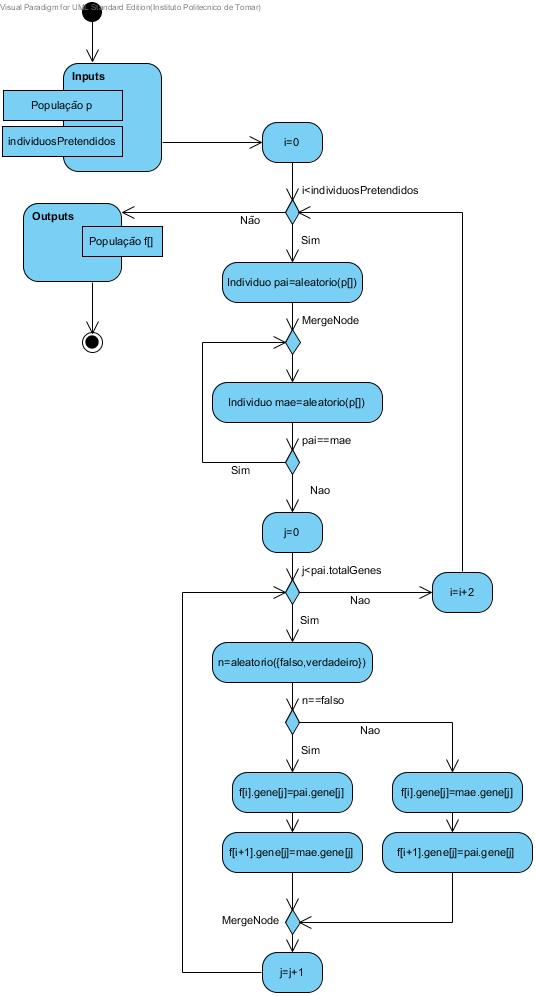 Visual Paradigm for UML Standard Edition(Instituto Politecnico de Tomar)
Inputs
População p
individuosPretendidos
i=0
i<individuosPretendidos
Não
Outputs
População f[]
Sim
Individuo pai=aleatorio(p[])
MergeNode
Individuo mae=aleatorio(p[])
pai==mae
Sim
Nao
j=0
j<pai.totalGenes
Nao
i=i+2
Sim
n=aleatorio({falso,verdadeiro})
n==falso
Nao
Sim
f[i].gene[j]=pai.gene[j]
f[i].gene[j]=mae.gene[j]
f[i+1].gene[j]=mae.gene[j]
f[i+1].gene[j]=pai.gene[j]
MergeNode
j=j+1